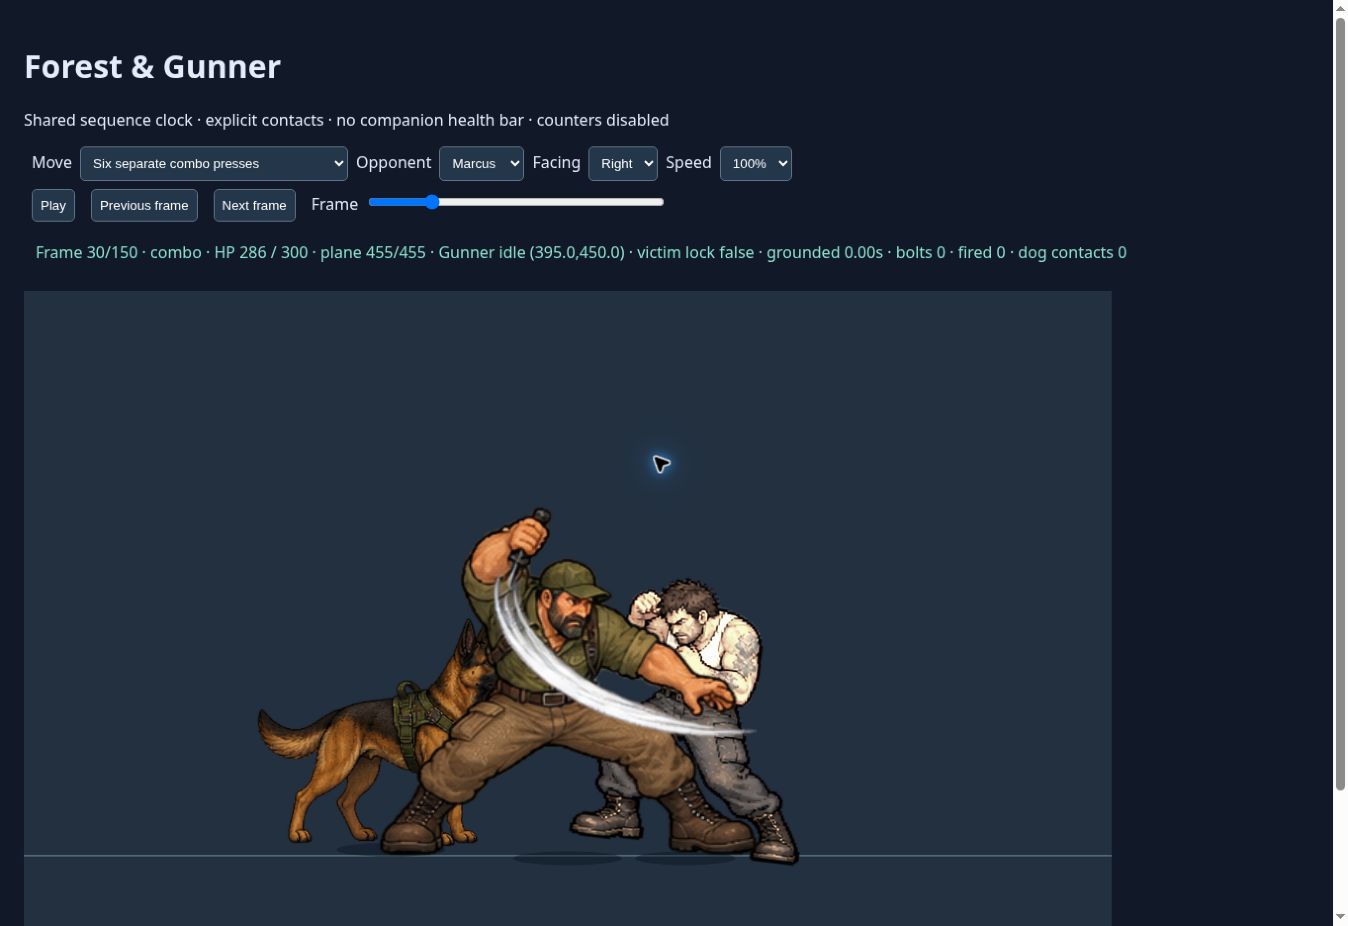 Forest & Gunner
Shared sequence clock · explicit contacts · no companion health bar · counters disabled
Move Six separate combo presses Opponent Marcus Facing Right Speed 100%
Play Previous frame Next frame Frame
Frame 30/150 · combo · HP 286 / 300 · plane 455/455 · Gunner idle (395.0,450.0) · victim lock false · grounded 0.00s · bolts 0 · fired 0 · dog contacts 0